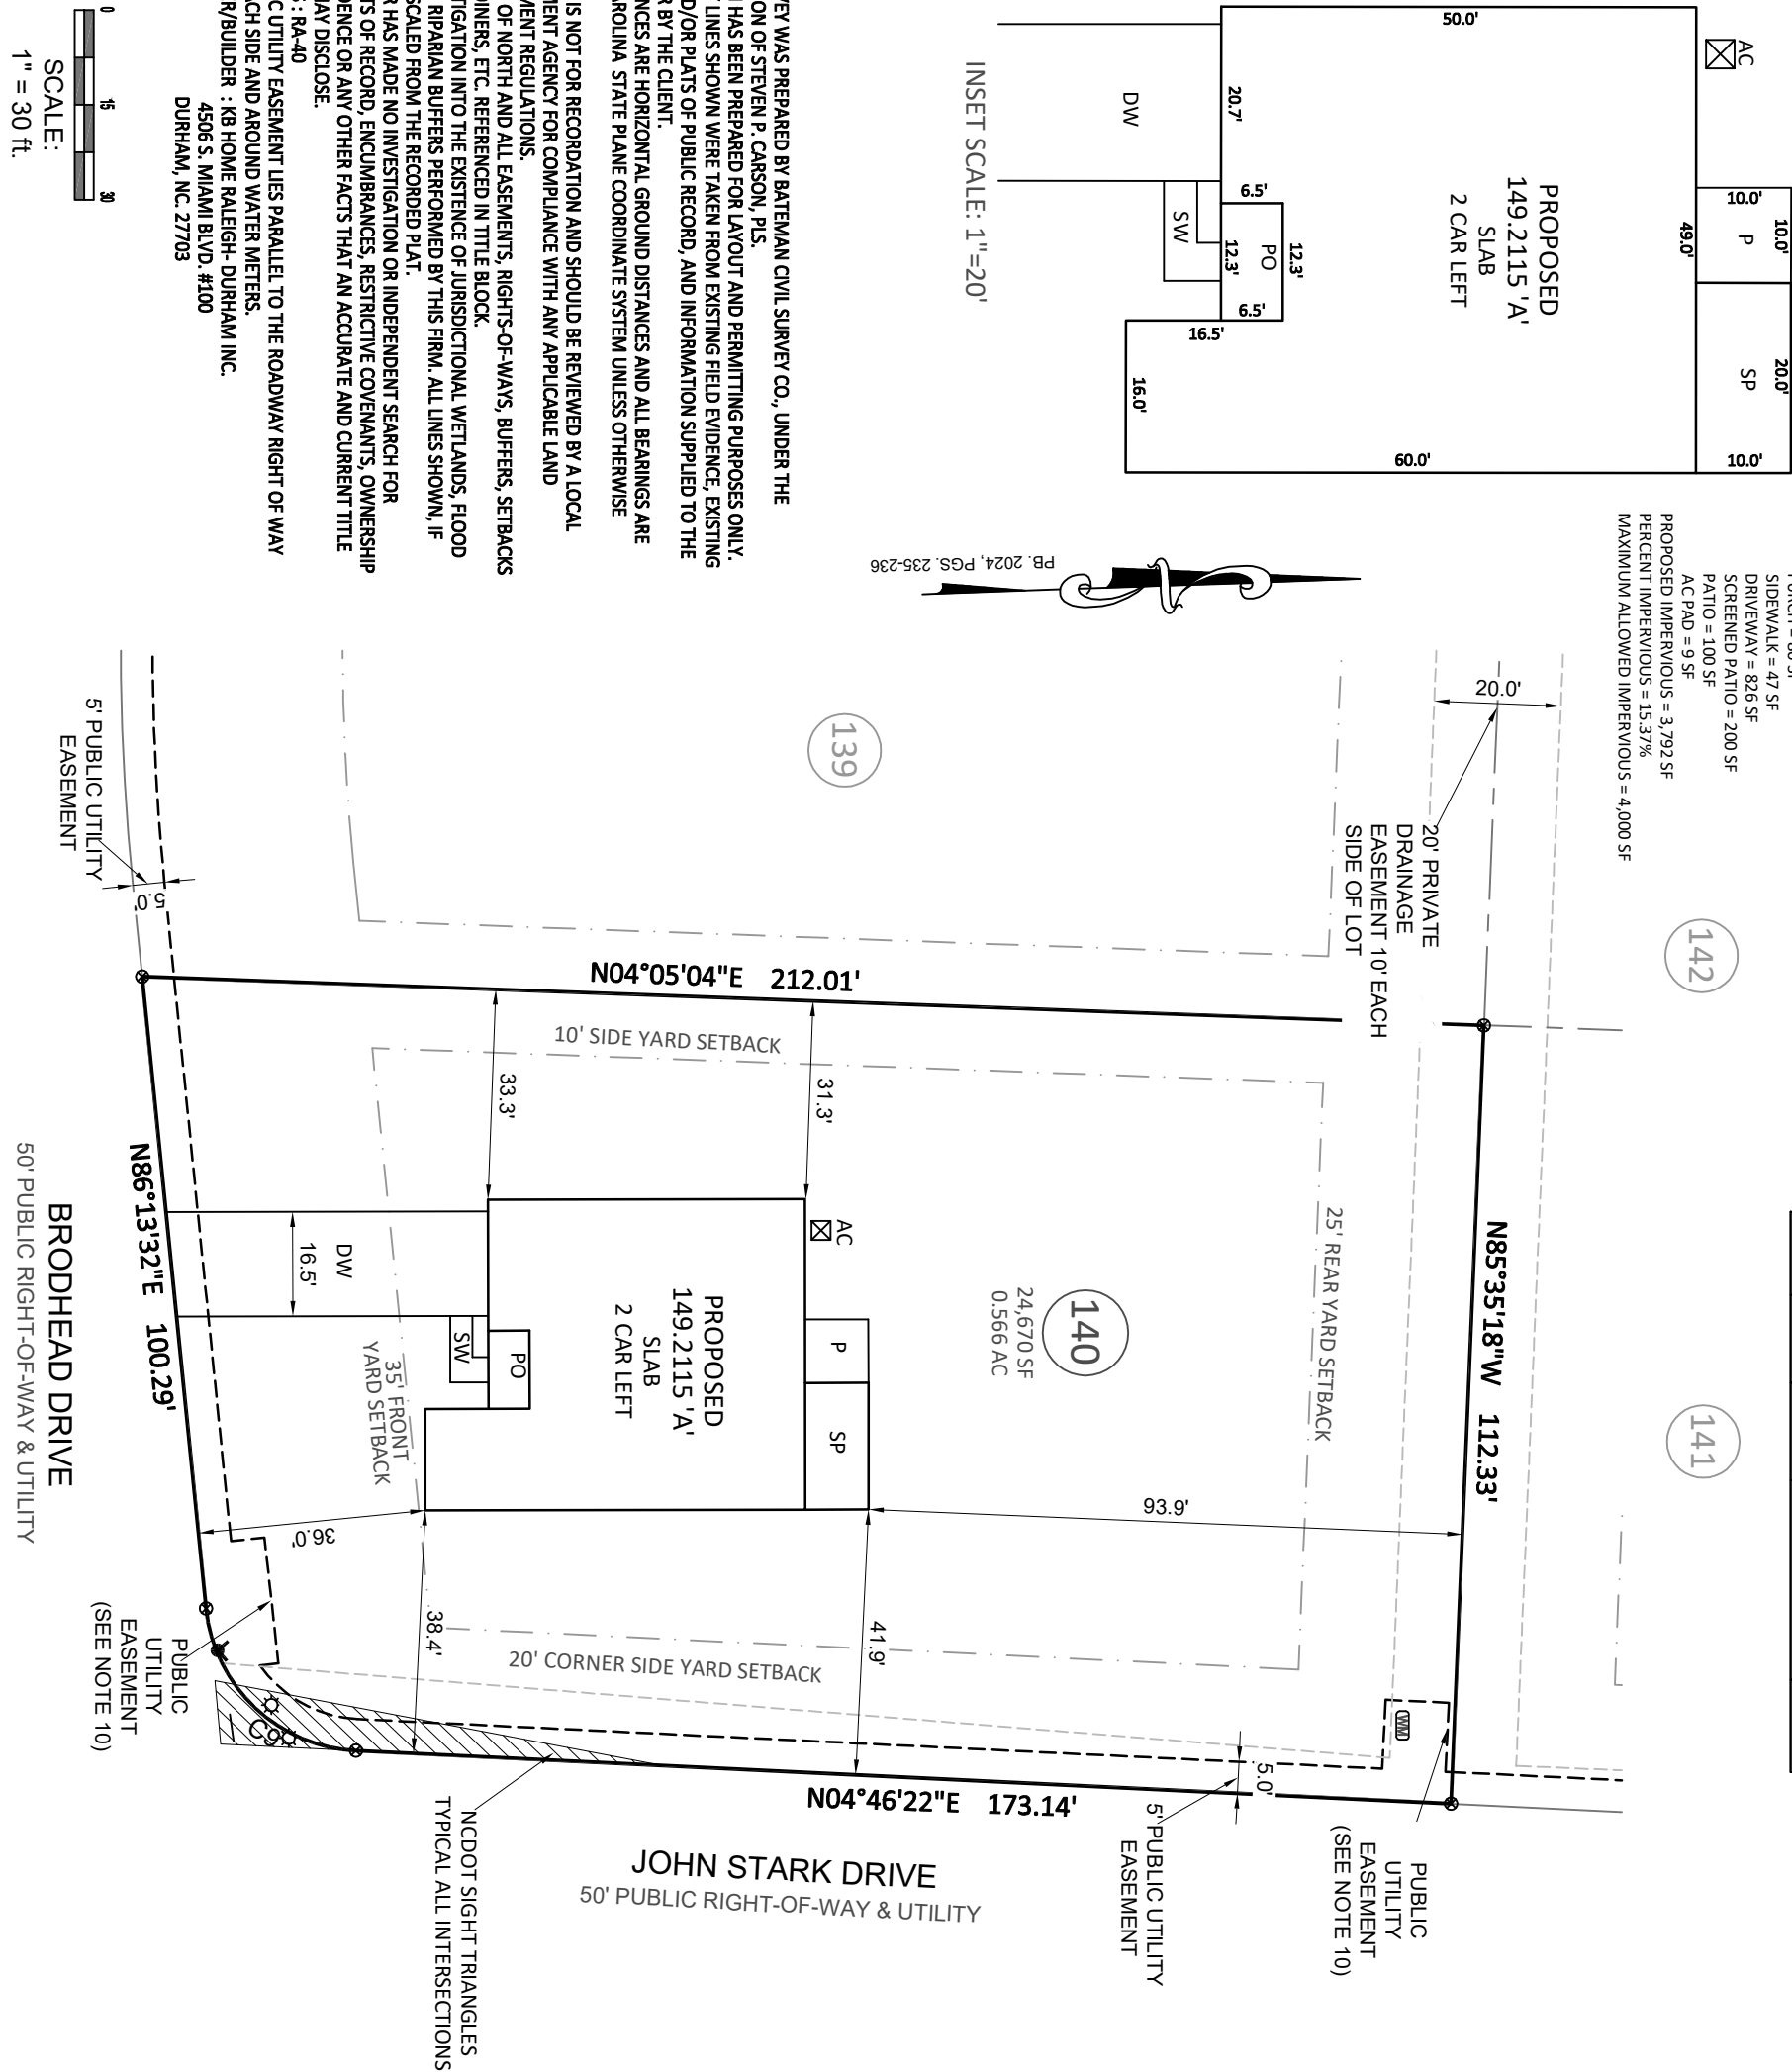 PORCH = 80 SF
SIDEWALK = 47 SF
DRIVEWAY = 826 SF
SCREENED PATIO = 200 SF
PATIO = 100 SF
AC PAD = 9 SF
PROPOSED IMPERVIOUS = 3,792 SF
PERCENT IMPERVIOUS = 15.37%
MAXIMUM ALLOWED IMPERVIOUS = 4,000 SF
AC
10.0'
P
10.0'
20.0'
SP
10.0'
50.0'
49.0'
60.0'
PROPOSED
149.2115 'A'
SLAB
2 CAR LEFT
20.7'
6.5'
12.3'
PO
12.3'
6.5'
16.5'
16.0'
SW
DW
INSET SCALE: 1"=20'
VEY WAS PREPARED BY BATEMAN CIVIL SURVEY CO., UNDER THE
ON OF STEVEN P. CARSON, PLS.
HAS BEEN PREPARED FOR LAYOUT AND PERMITTING PURPOSES ONLY.
LINES SHOWN WERE TAKEN FROM EXISTING FIELD EVIDENCE, EXISTING
D/OR PLATS OF PUBLIC RECORD, AND INFORMATION SUPPLIED TO THE
R BY THE CLIENT.
NCES ARE HORIZONTAL GROUND DISTANCES AND ALL BEARINGS ARE
AROLINA STATE PLANE COORDINATE SYSTEM UNLESS OTHERWISE
IS NOT FOR RECORDATION AND SHOULD BE REVIEWED BY A LOCAL
MENT AGENCY FOR COMPLIANCE WITH ANY APPLICABLE LAND
MENT REGULATIONS.
OF NORTH AND ALL EASEMENTS, RIGHTS-OF-WAYS, BUFFERS, SETBACKS
DINERS, ETC. REFERENCED IN TITLE BLOCK.
TIGATION INTO THE EXISTENCE OF JURISDICTIONAL WETLANDS, FLOOD
RIPARIAN BUFFERS PERFORMED BY THIS FIRM. ALL LINES SHOWN, IF
SCALED FROM THE RECORDED PLAT.
R HAS MADE NO INVESTIGATION OR INDEPENDENT SEARCH FOR
TS OF RECORD, ENCUMBRANCES, RESTRICTIVE COVENANTS, OWNERSHIP
DENCE OR ANY OTHER FACTS THAT AN ACCURATE AND CURRENT TITLE
MAY DISCLOSE.
: RA-40
C UTILITY EASEMENT LIES PARALLEL TO THE ROADWAY RIGHT OF WAY
ACH SIDE AND AROUND WATER METERS.
R/BUILDER : KB HOME RALEIGH- DURHAM INC.
4506 S. MIAMI BLVD. #100
DURHAM, NC. 27703
0 15 30
SCALE:
1" = 30 ft.
PB. 2024, PGS. 235-236
142
141
139
20.0'
20' PRIVATE
DRAINAGE
EASEMENT 10' EACH
SIDE OF LOT
N85°35'18"W 112.33'
N04°05'04"E 212.01'
10' SIDE YARD SETBACK
25' REAR YARD SETBACK
140
24,670 SF
0.566 AC
93.9'
31.3'
33.3'
AC
P
SP
PROPOSED
149.2115 'A'
SLAB
2 CAR LEFT
PO
SW
DW
16.5'
35' FRONT
YARD SETBACK
36.0'
38.4'
41.9'
20' CORNER SIDE YARD SETBACK
WM
5.0'
C9
N04°46'22"E 173.14'
N86°13'32"E 100.29'
5.0'
5' PUBLIC UTILITY
EASEMENT
BRODHEAD DRIVE
50' PUBLIC RIGHT-OF-WAY & UTILITY
PUBLIC
UTILITY
EASEMENT
(SEE NOTE 10)
NCDOT SIGHT TRIANGLES
TYPICAL ALL INTERSECTIONS
JOHN STARK DRIVE
50' PUBLIC RIGHT-OF-WAY & UTILITY
5' PUBLIC UTILITY
EASEMENT
PUBLIC
UTILITY
EASEMENT
(SEE NOTE 10)